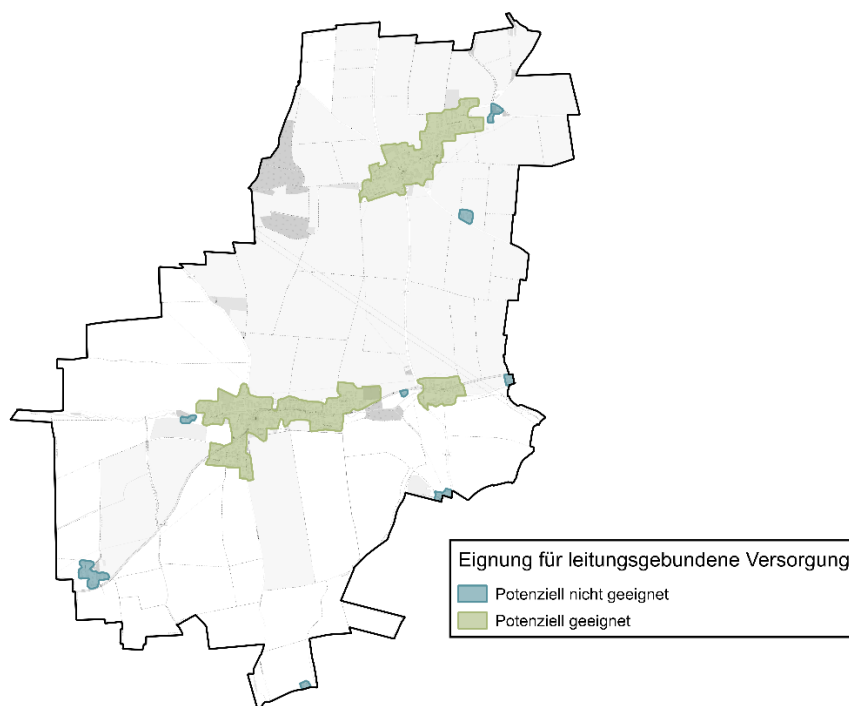 Eignung für leitungsgebundene Versorgung
Potenziell nicht geeignet
Potenziell geeignet